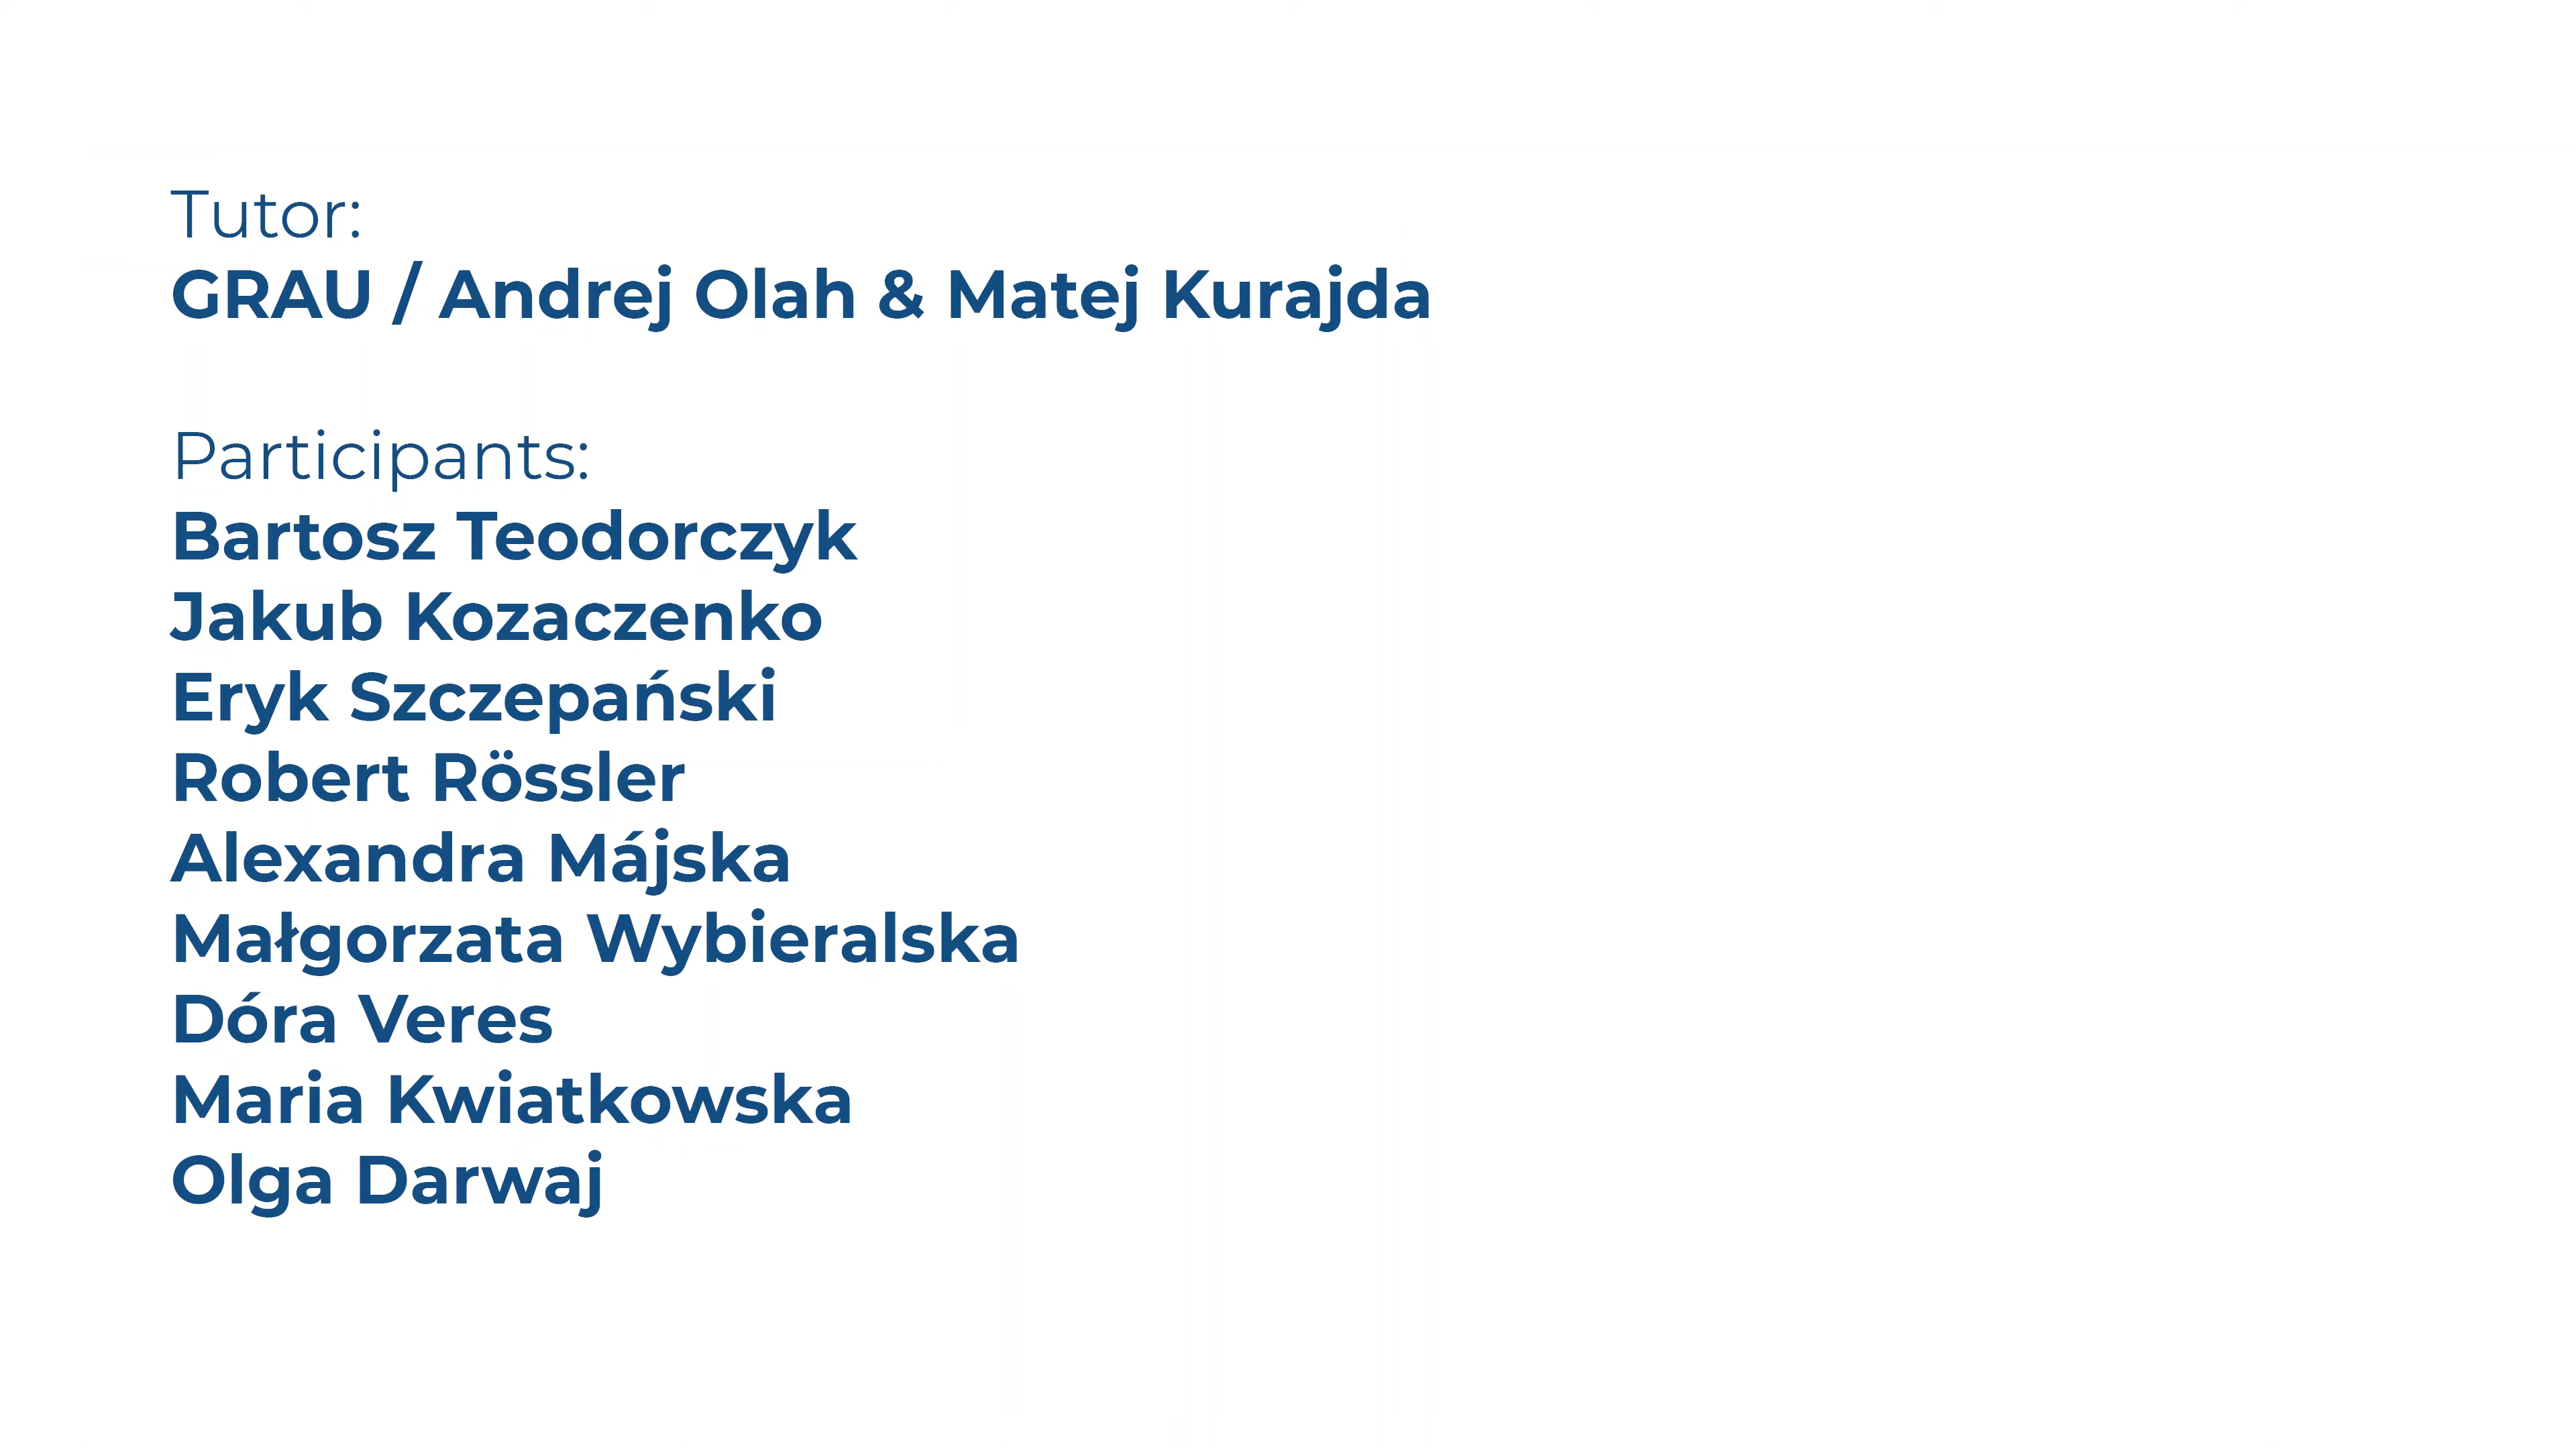 Tutor:
GRAU / Andrej Olah & Matej Kurajda
Participants:
Bartosz Teodorczyk
Jakub Kozaczenko
Eryk Szczepański
Robert Rössler
Alexandra Májska
Małgorzata Wybieralska
Dóra Veres
Maria Kwiatkowska
Olga Darwaj